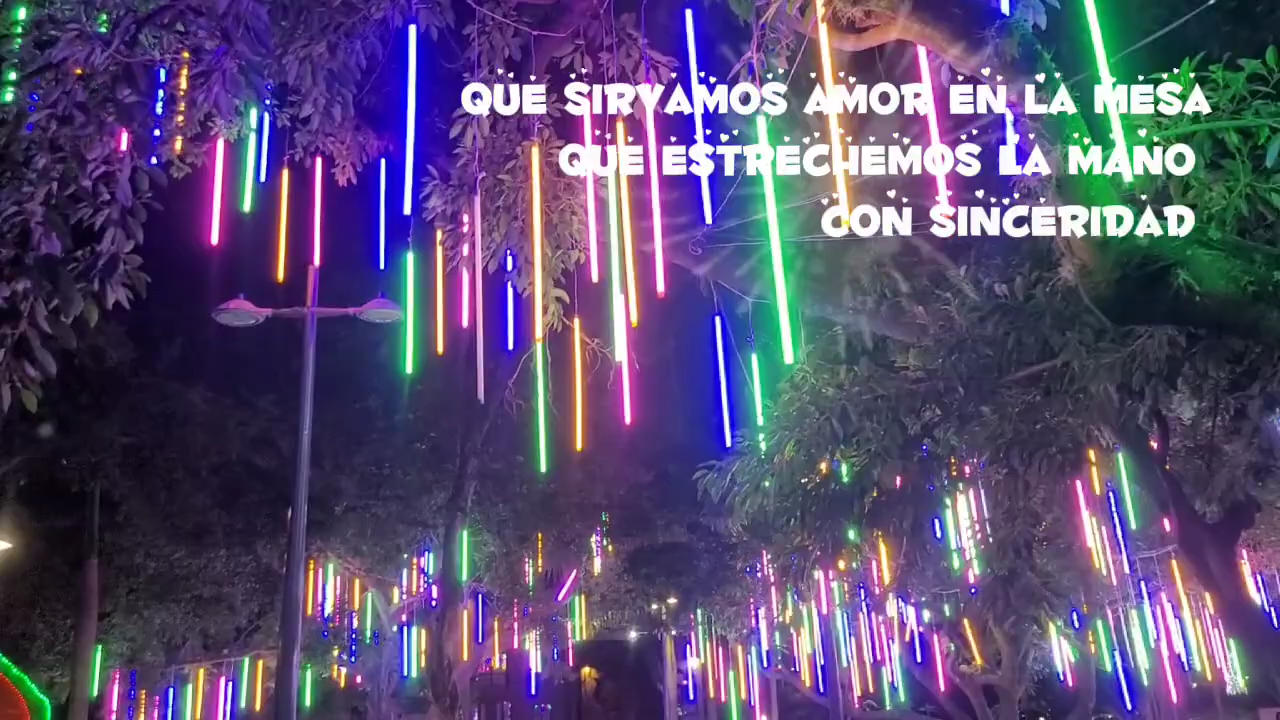 QUE SIRVAMOS AMOR EN LA MESA
QUE ESTRECHEMOS LA MANO
CON SINCERIDAD